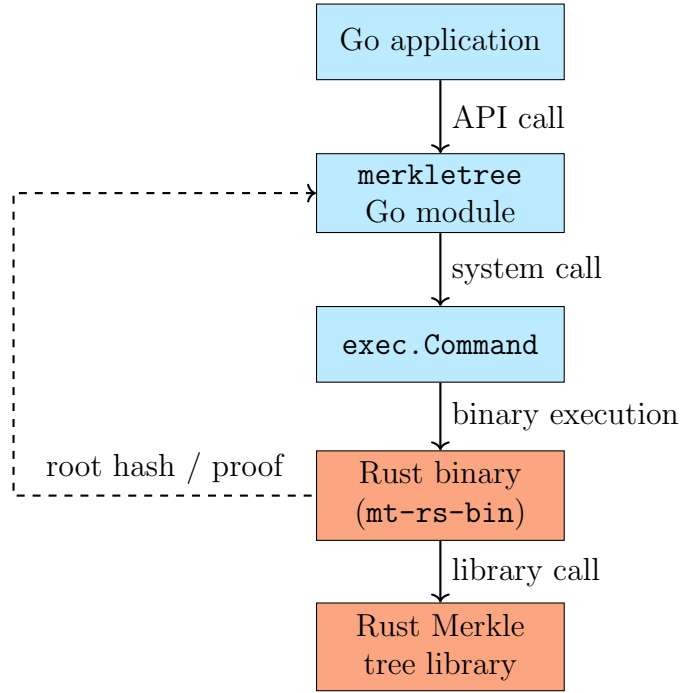 Go application
API call
merkletree
Go module
system call
exec.Command
binary execution
root hash / proof
Rust binary
(mt-rs-bin)
library call
Rust Merkle
tree library